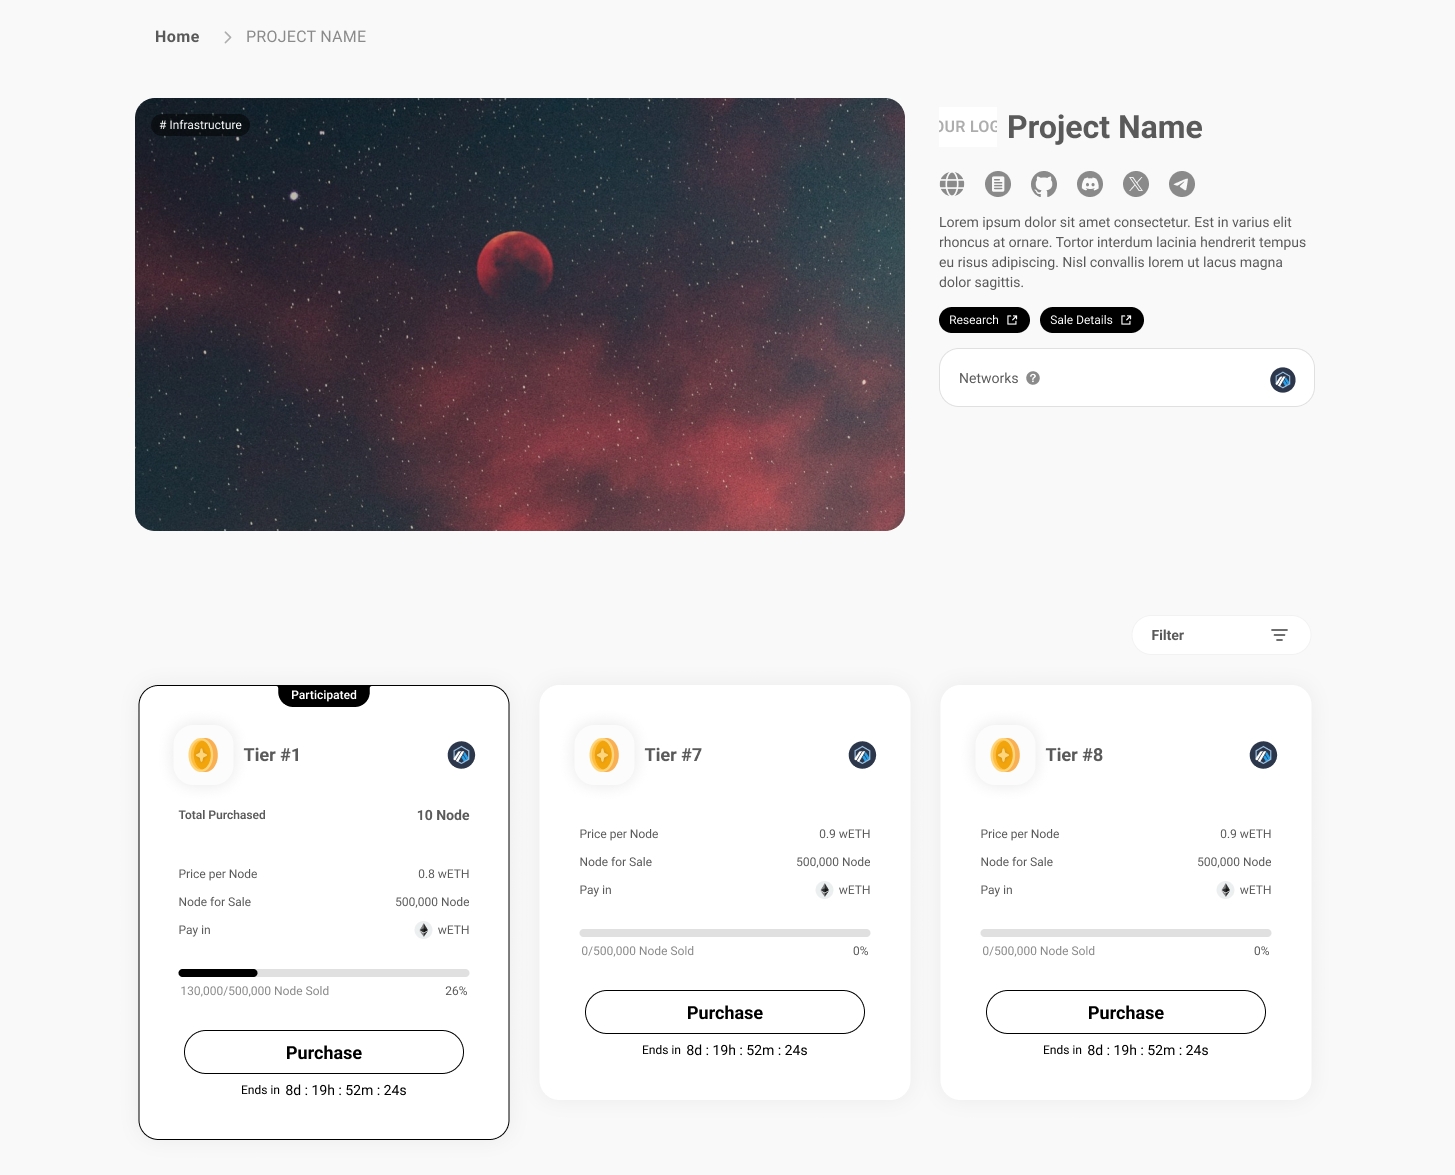 Home
PROJECT NAME
# Infrastructure
OUR LOG
Project Name
Lorem ipsum dolor sit amet consectetur. Est in varius elit
rhoncus at ornare. Tortor interdum lacinia hendrerit tempus
eu risus adipiscing. Nisl convallis lorem ut lacus magna
dolor sagittis.
Research
Sale Details
Networks
Filter
Participated
Tier #1
Total Purchased 10 Node
Price per Node 0.8 wETH
Node for Sale 500,000 Node
Pay in wETH
130,000/500,000 Node Sold 26%
Purchase
Ends in 8d : 19h : 52m : 24s
Tier #7
Price per Node 0.9 wETH
Node for Sale 500,000 Node
Pay in wETH
0/500,000 Node Sold 0%
Purchase
Ends in 8d : 19h : 52m : 24s
Tier #8
Price per Node 0.9 wETH
Node for Sale 500,000 Node
Pay in wETH
0/500,000 Node Sold 0%
Purchase
Ends in 8d : 19h : 52m : 24s